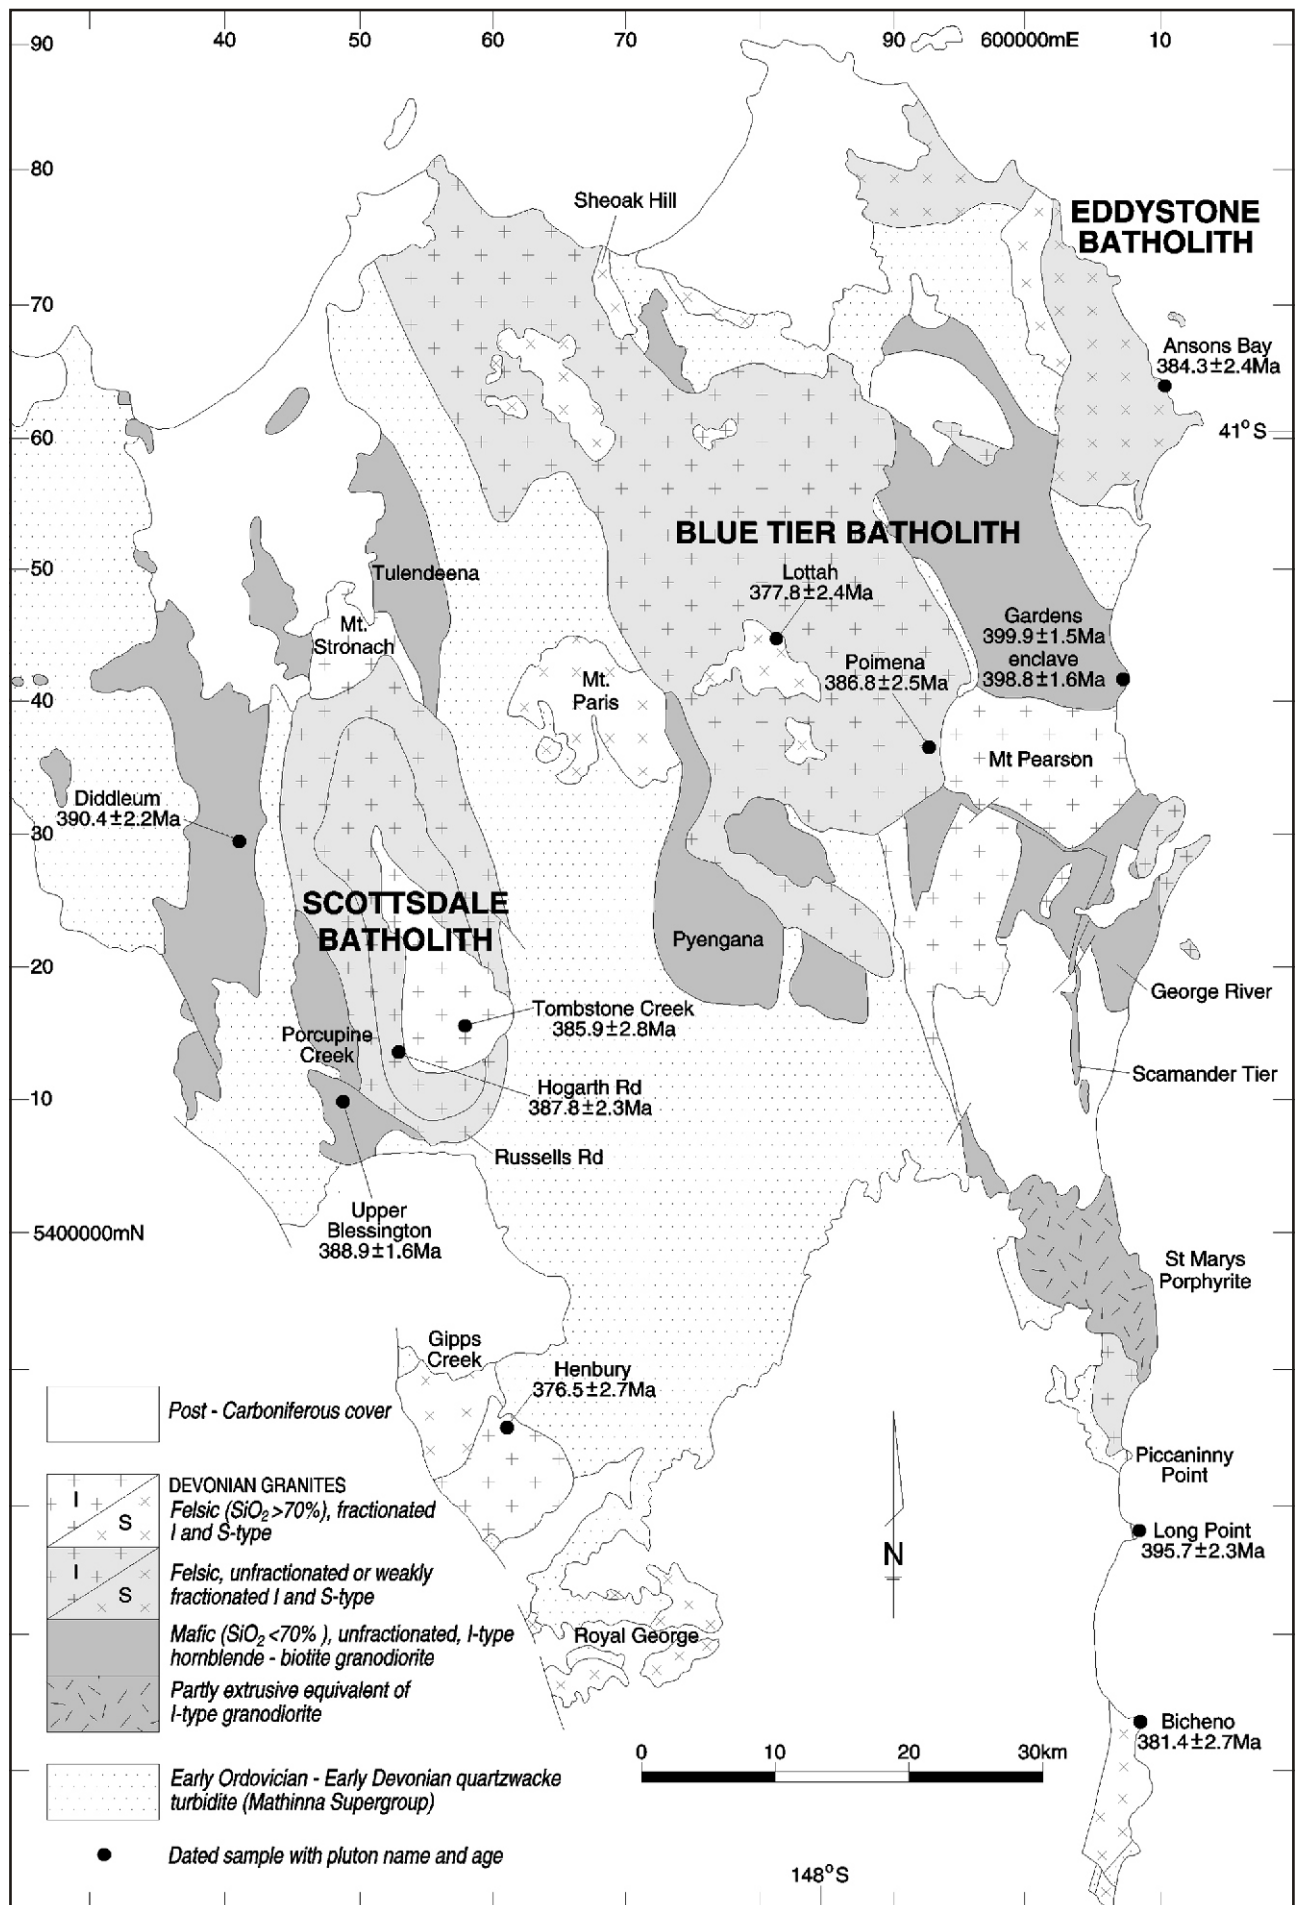 40
50
60
70
90
600000mE
10
90
80
70
60
50
40
30
20
10
5400000mN
Sheoak Hill
EDDYSTONE
BATHOLITH
Ansons Bay
384.3±2.4Ma
41°S
BLUE TIER BATHOLITH
Tulendeena
Lottah
377.8±2.4Ma
Gardens
399.9±1.5Ma
enclave
398.8±1.6Ma
Mt.
Stronach
Poimena
386.8±2.5Ma
Mt.
Paris
Mt Pearson
Diddleum
390.4±2.2Ma
SCOTTSDALE
BATHOLITH
Pyengana
George River
Tombstone Creek
385.9±2.8Ma
Porcupine
Creek
Scamander Tier
Hogarth Rd
387.8±2.3Ma
Russells Rd
Upper
Blessington
388.9±1.6Ma
St Marys
Porphyrite
Gipps
Creek
Henbury
376.5±2.7Ma
Piccaninny
Point
Long Point
395.7±2.3Ma
N
Royal George
Bicheno
381.4±2.7Ma
0
10
20
30km
148°S
Post - Carboniferous cover
I
S
DEVONIAN GRANITES
Felsic (SiO₂>70%), fractionated
I and S-type
I
S
Felsic, unfractionated or weakly
fractionated I and S-type
Mafic (SiO₂<70% ), unfractionated, I-type
hornblende - biotite granodiorite
Partly extrusive equivalent of
I-type granodiorite
Early Ordovician - Early Devonian quartzwacke
turbidite (Mathinna Supergroup)
Dated sample with pluton name and age